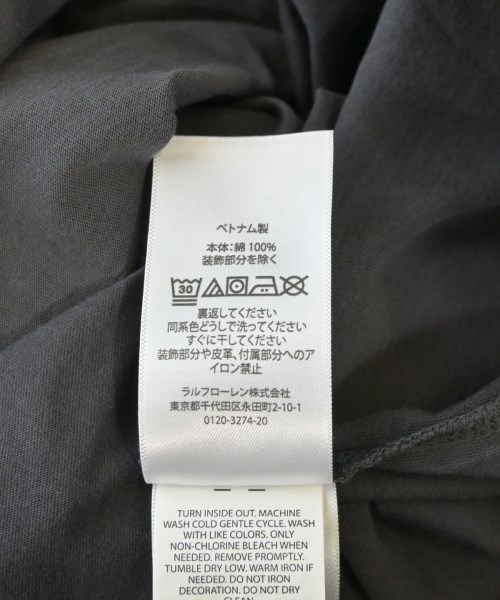 ベトナム製
本体：綿 100%
装飾部分を除く
30
裏返してください
同系色どうしで洗ってください
すぐに干してください
装飾部分や皮革、付属部分へのア
イロン禁止
ラルフローレン株式会社
東京都千代田区永田町2-10-1
0120-3274-20
TURN INSIDE OUT. MACHINE
WASH COLD GENTLE CYCLE. WASH
WITH LIKE COLORS. ONLY
NON-CHLORINE BLEACH WHEN
NEEDED. REMOVE PROMPTLY.
TUMBLE DRY LOW. WARM IRON IF
NEEDED. DO NOT IRON
DECORATION. DO NOT DRY